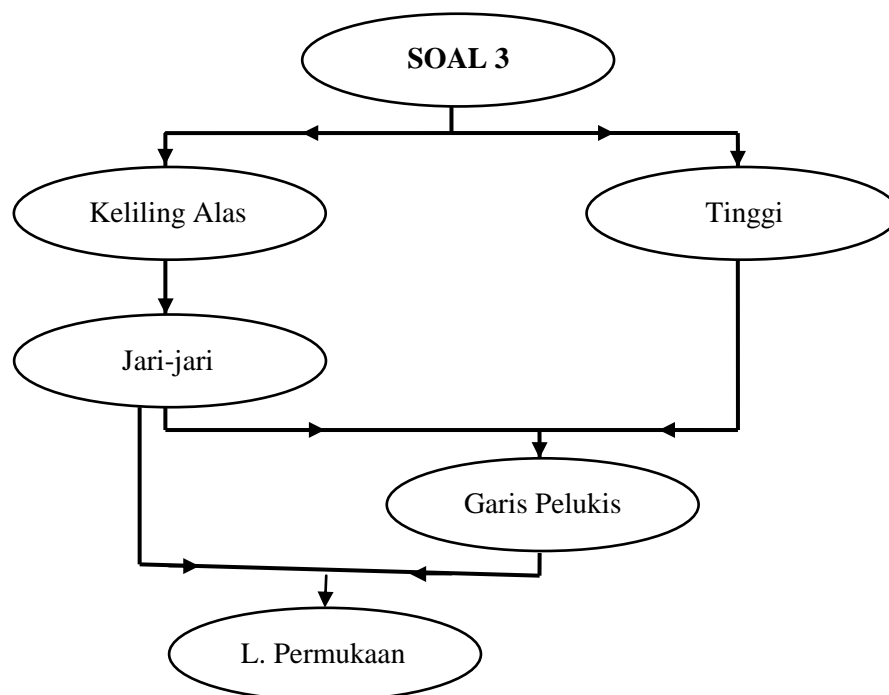 SOAL 3
Keliling Alas
Tinggi
Jari-jari
Garis Pelukis
L. Permukaan